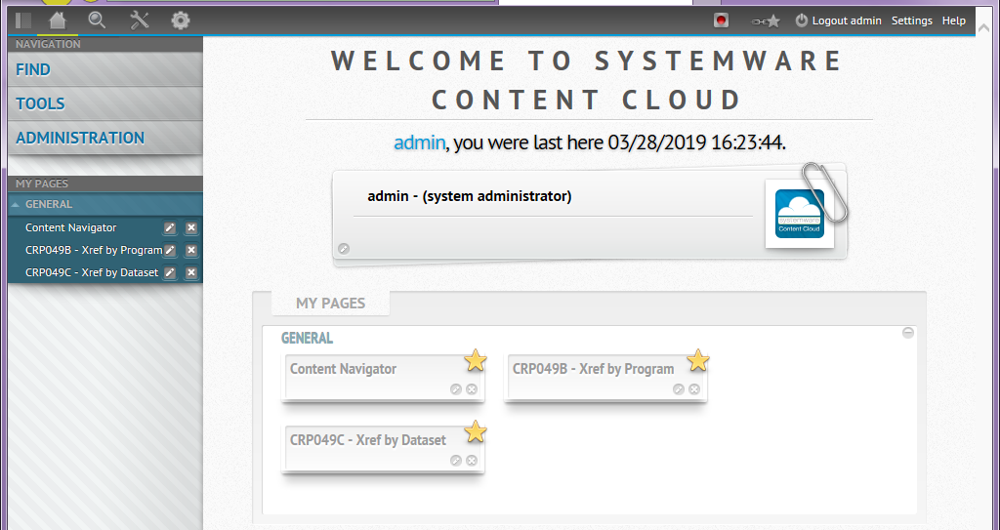 Logout admin Settings Help
NAVIGATION
FIND
TOOLS
ADMINISTRATION
MY PAGES
GENERAL
Content Navigator
CRP049B - Xref by Program
CRP049C - Xref by Dataset
WELCOME TO SYSTEMWARE
CONTENT CLOUD
admin, you were last here 03/28/2019 16:23:44.
admin - (system administrator)
systemware
Content Cloud
MY PAGES
GENERAL
Content Navigator
CRP049B - Xref by Program
CRP049C - Xref by Dataset